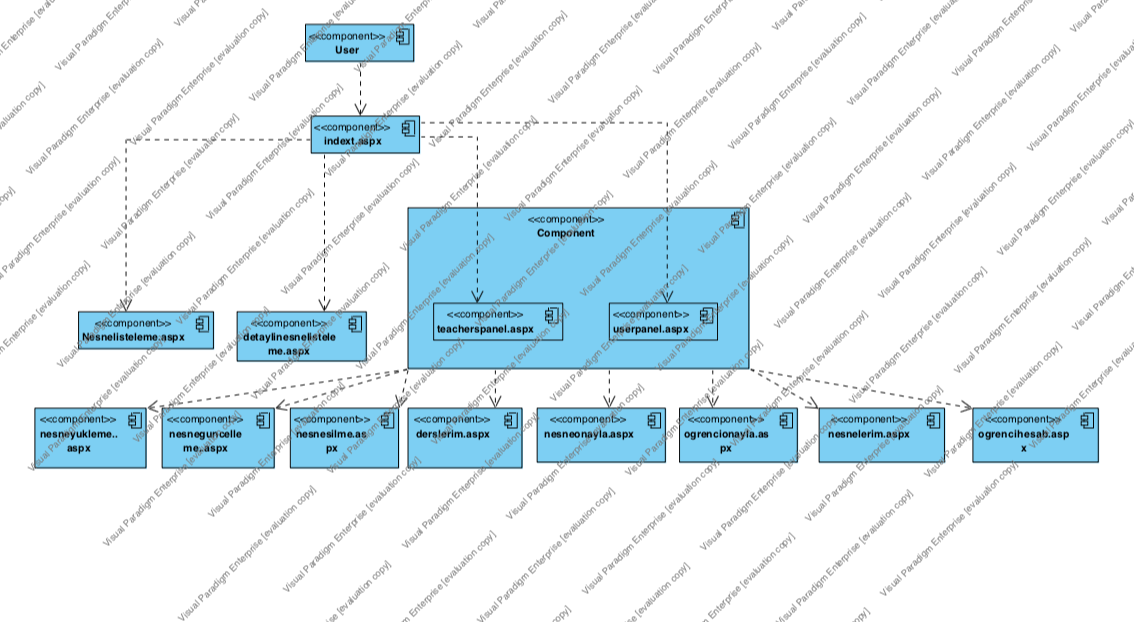 <<component>>
User
<<component>>
indext.aspx
<<component>>
Component
<<component>>
Nesnelisteleme.aspx
<<component>>
detaylinesnelistele
me.aspx
<<component>>
teacherspanel.aspx
<<component>>
userpanel.aspx
<<component>>
nesneyukleme..
aspx
<<component>>
nesneguncelle
me..aspx
<<component>>
nesnesilme.as
px
<<component>>
derslerim.aspx
<<component>>
nesneonayla.aspx
<<component>>
ogrencionayla.as
px
<<component>>
nesnelerim.aspx
<<component>>
ogrencihesab.asp
x
Visual Paradigm Enterprise [evaluation copy]